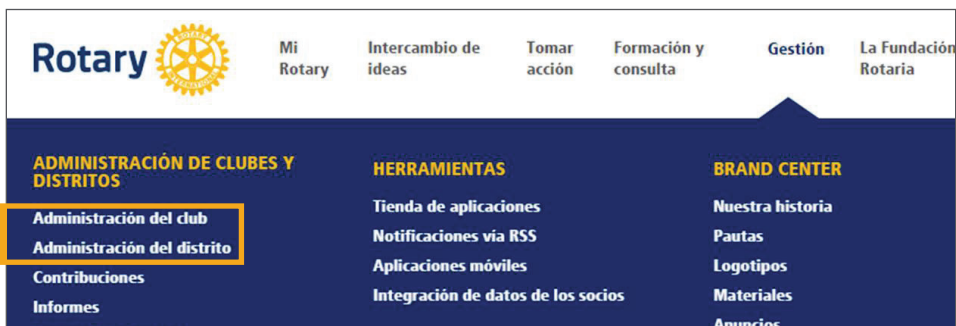 Rotary
Mi
Rotary
Intercambio de
ideas
Tomar
acción
Formación y
consulta
Gestión
La Fundación
Rotaria
ADMINISTRACIÓN DE CLUBES Y
DISTRITOS
Administración del club
Administración del distrito
Contribuciones
Informes
HERRAMIENTAS
Tienda de aplicaciones
Notificaciones vía RSS
Aplicaciones móviles
Integración de datos de los socios
BRAND CENTER
Nuestra historia
Pautas
Logotipos
Materiales
Anuncios